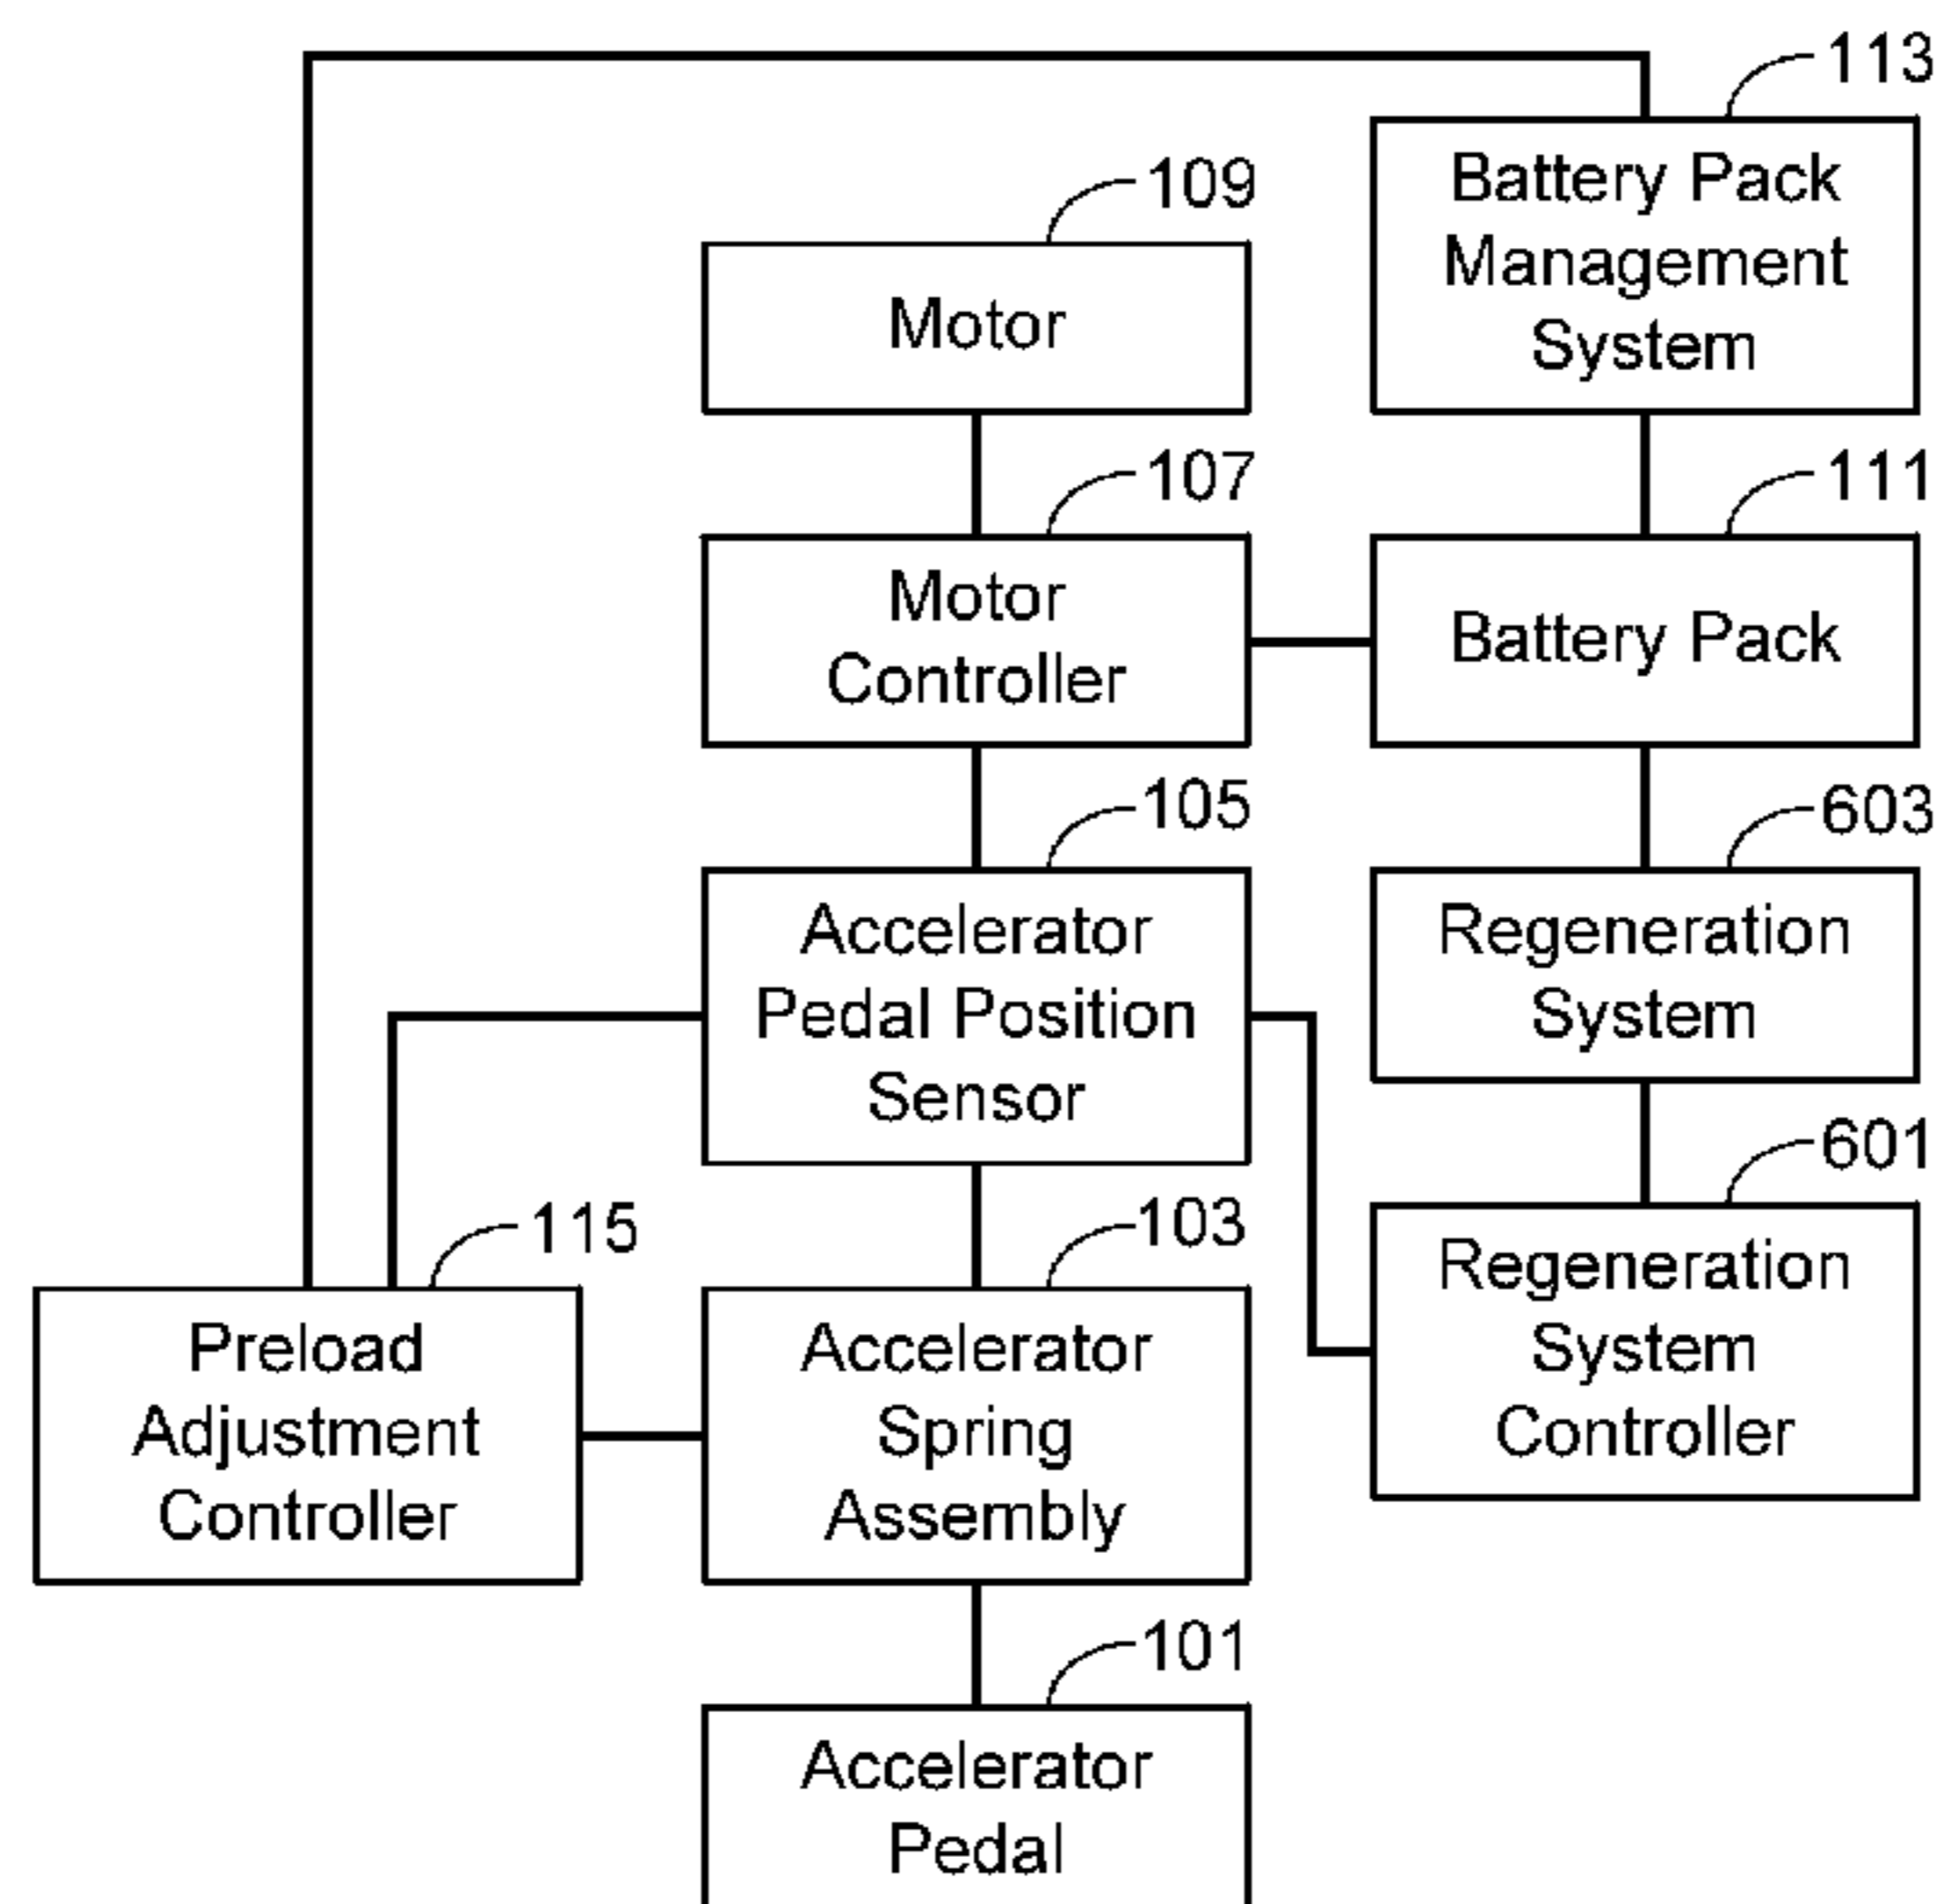 113
Battery Pack
Management
System
109
Motor
107
Motor
Controller
111
Battery Pack
105
Accelerator
Pedal Position
Sensor
603
Regeneration
System
601
Regeneration
System
Controller
115
Preload
Adjustment
Controller
103
Accelerator
Spring
Assembly
101
Accelerator
Pedal